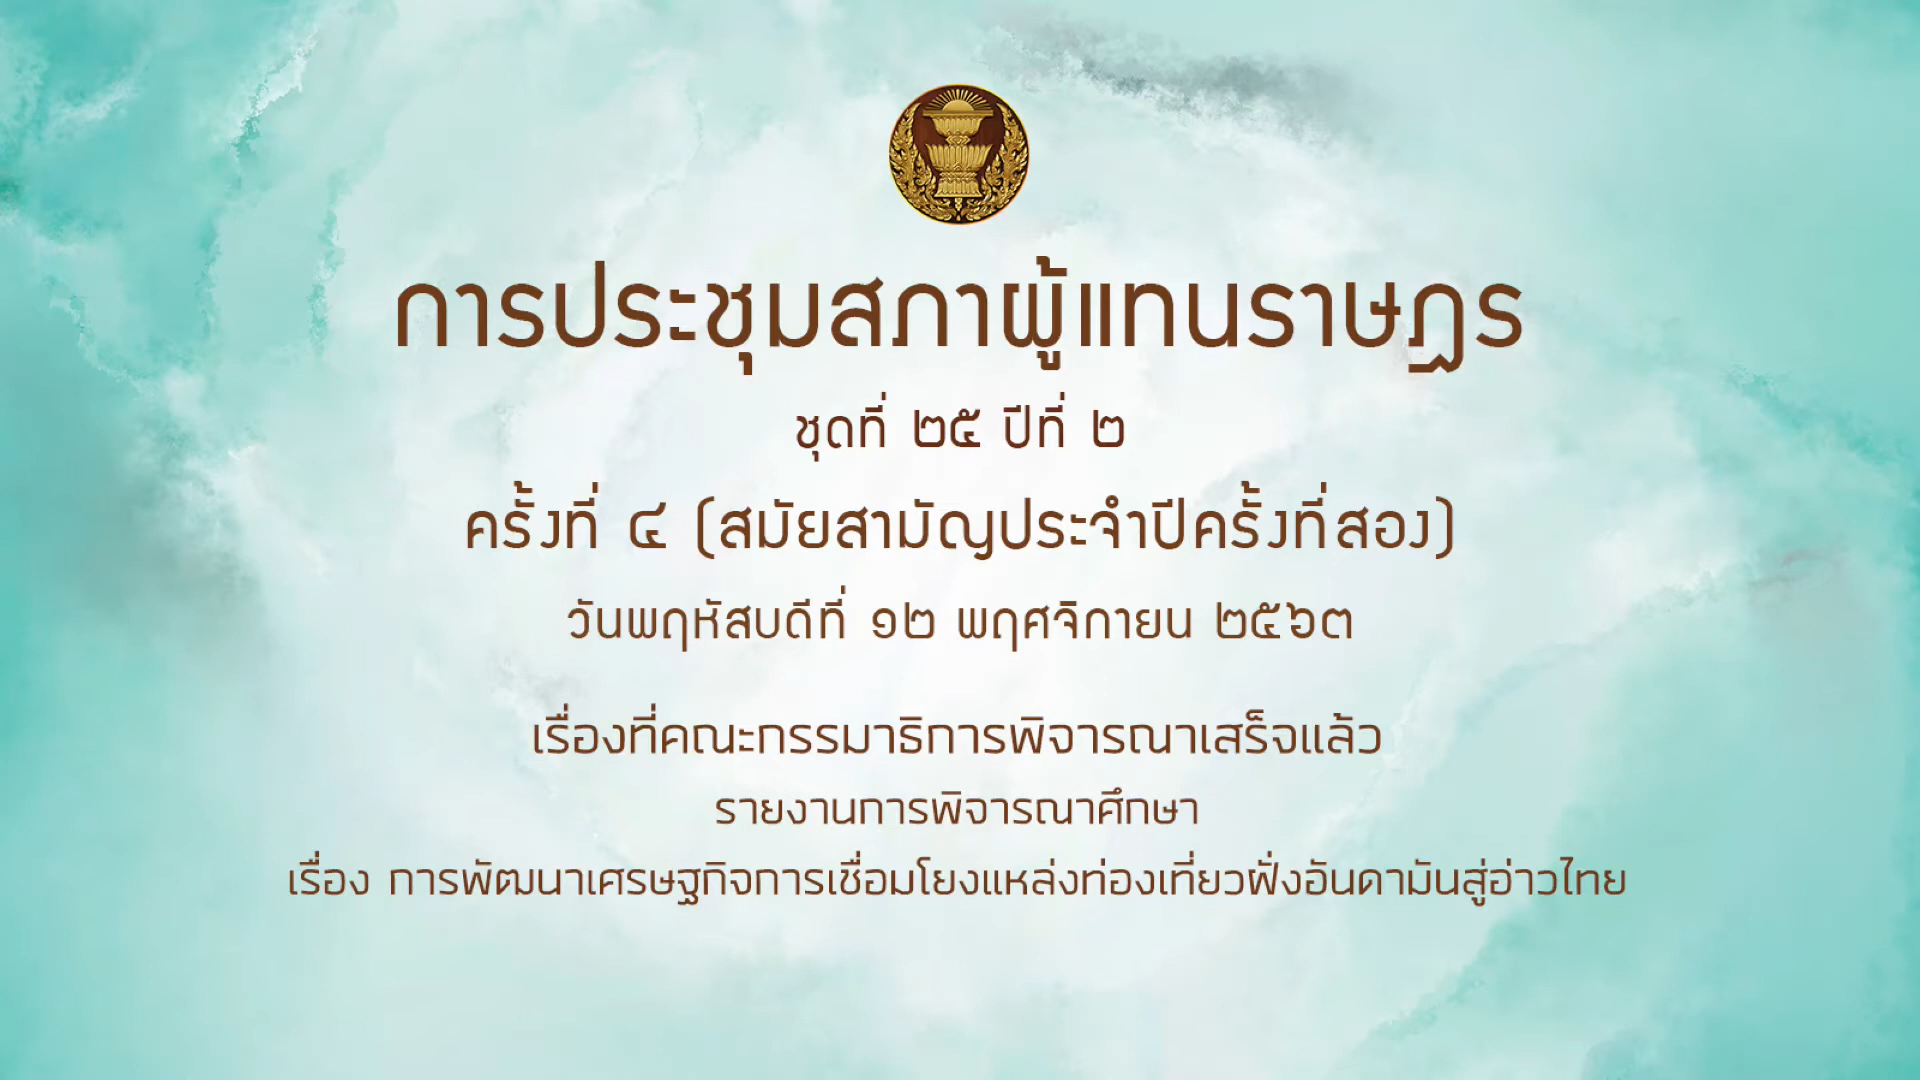 การประชุมสภาผู้แทนราษฎร
ชุดที่ ๒๕ ปีที่ ๒
ครั้งที่ ๔ (สมัยสามัญประจำปีครั้งที่สอง)
วันพฤหัสบดีที่ ๑๒ พฤศจิกายน ๒๕๖๓
เรื่องที่คณะกรรมาธิการพิจารณาเสร็จแล้ว
รายงานการพิจารณาศึกษา
เรื่อง การพัฒนาเศรษฐกิจการเชื่อมโยงแหล่งท่องเที่ยวฝั่งอันดามันสู่อ่าวไทย